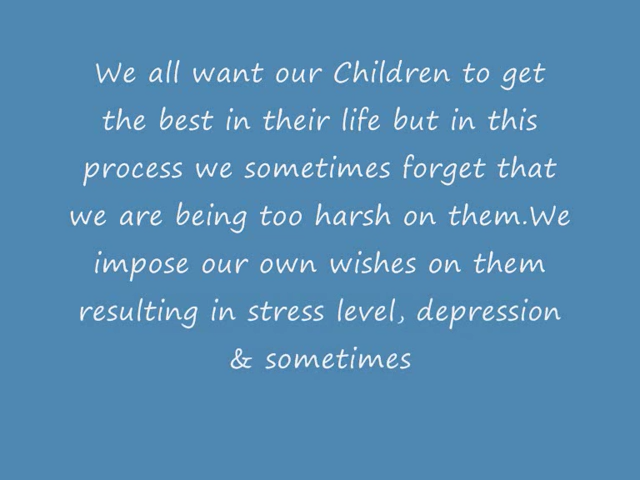 We all want our Children to get
the best in their life but in this
process we sometimes forget that
we are being too harsh on them.We
impose our own wishes on them
resulting in stress level, depression
& sometimes